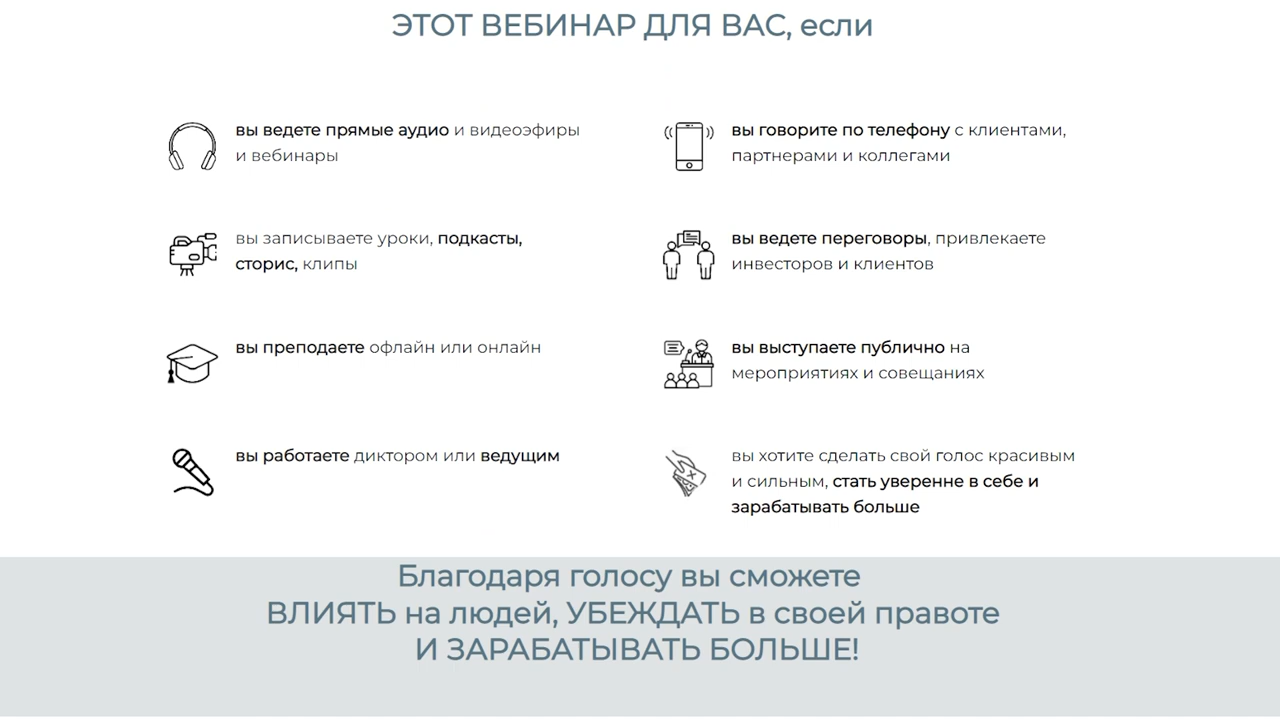 ЭТОТ ВЕБИНАР ДЛЯ ВАС, если
вы ведете прямые аудио и видеоэфиры
и вебинары
вы говорите по телефону с клиентами,
партнерами и коллегами
вы записываете уроки, подкасты,
сторис, клипы
вы ведете переговоры, привлекаете
инвесторов и клиентов
вы преподаете офлайн или онлайн
вы выступаете публично на
мероприятиях и совещаниях
вы работаете диктором или ведущим
вы хотите сделать свой голос красивым
и сильным, стать уверенне в себе и
зарабатывать больше
Благодаря голосу вы сможете
ВЛИЯТЬ на людей, УБЕЖДАТЬ в своей правоте
И ЗАРАБАТЫВАТЬ БОЛЬШЕ!